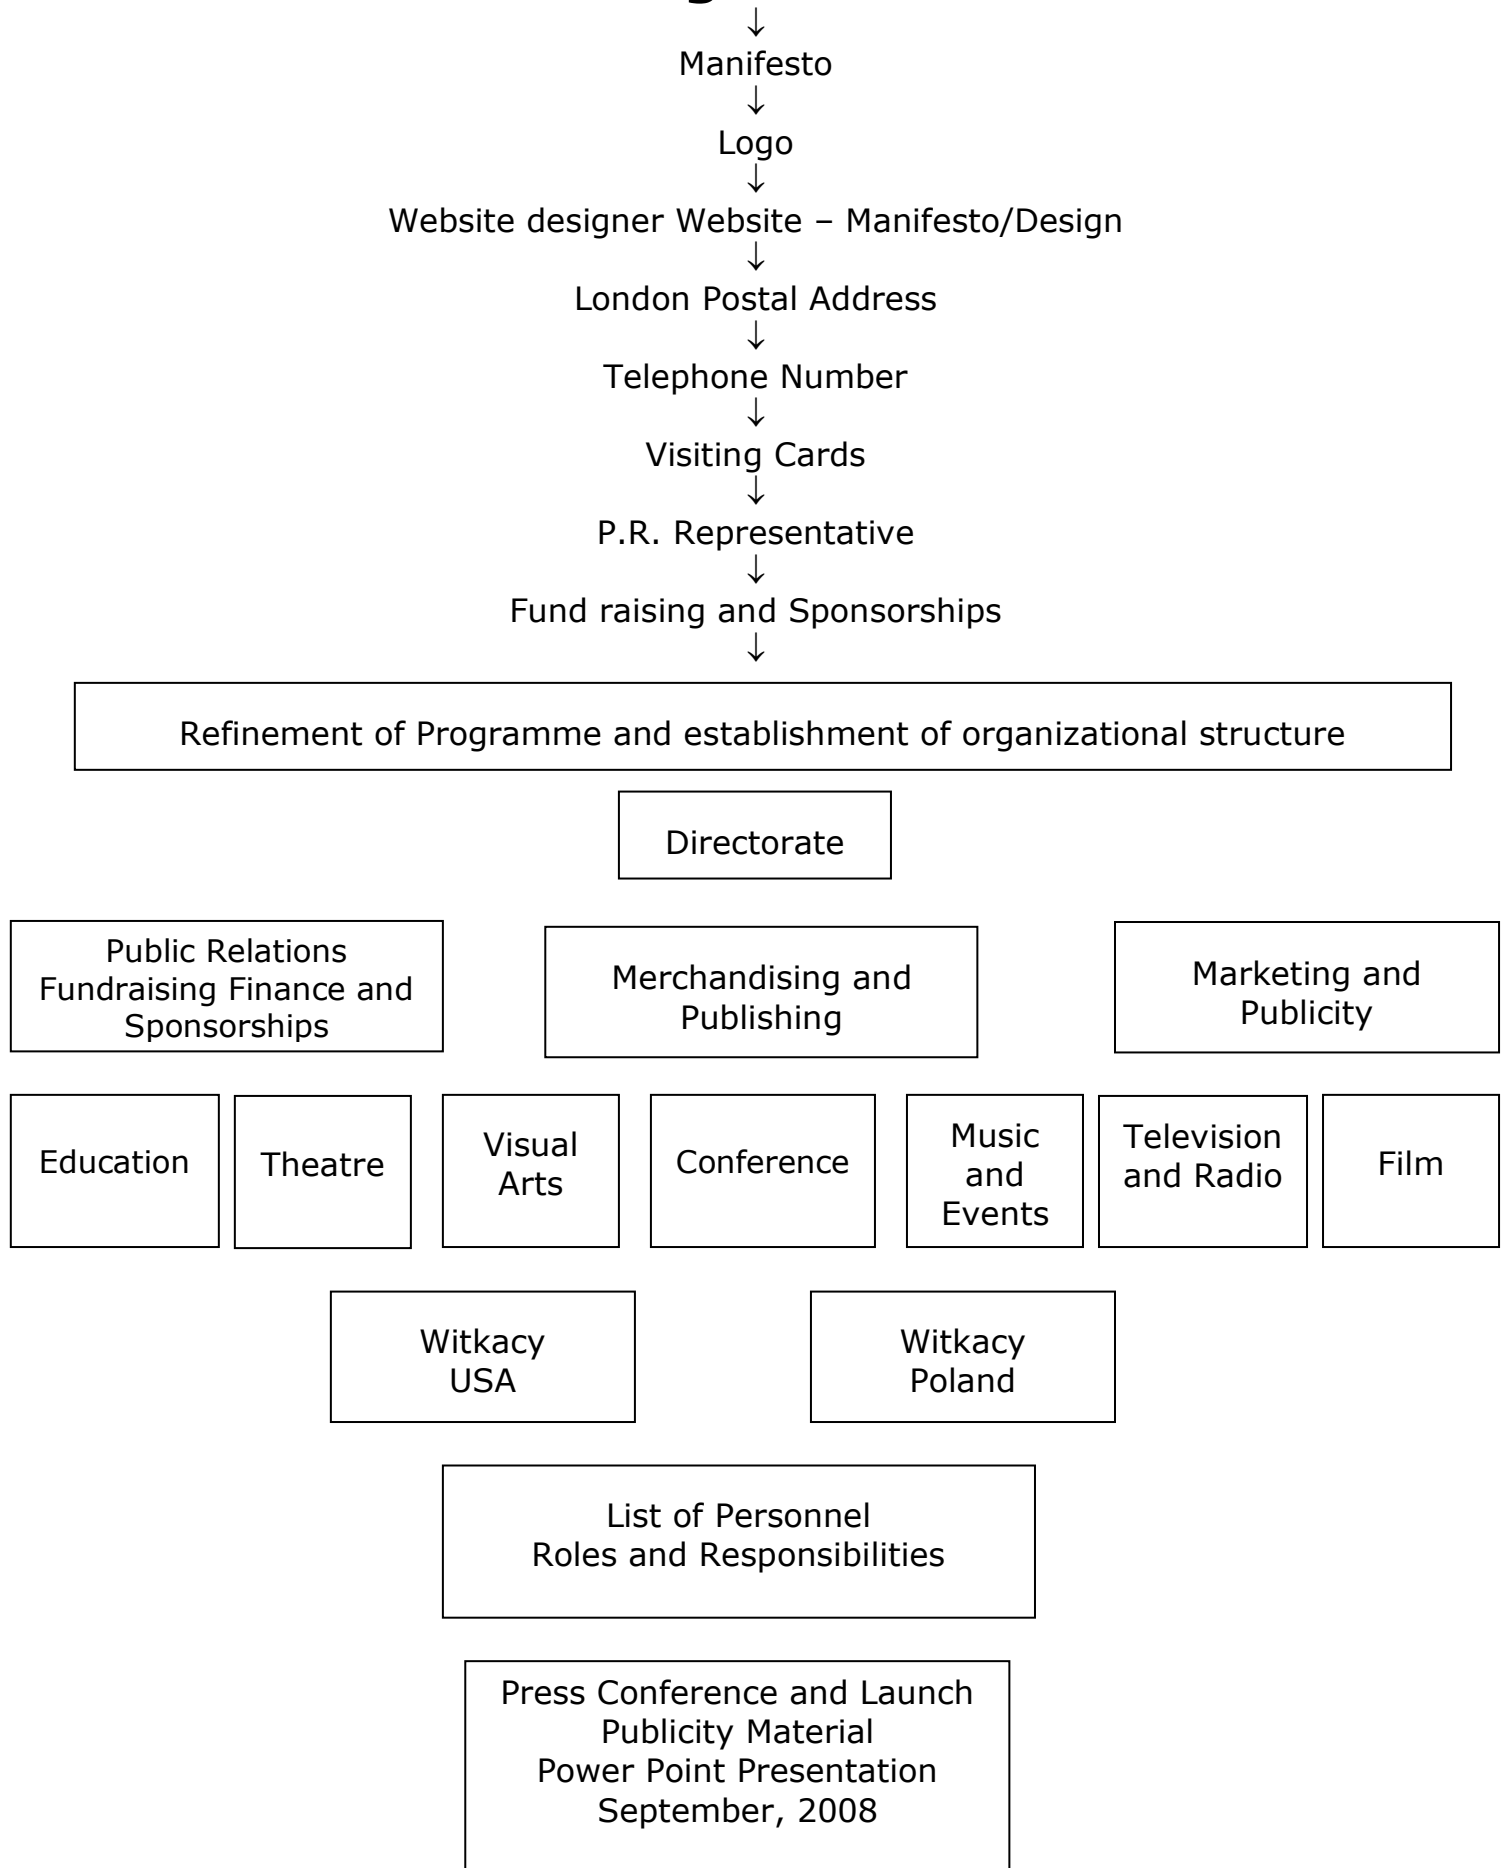 ↓
Manifesto
↓
Logo
↓
Website designer Website – Manifesto/Design
↓
London Postal Address
↓
Telephone Number
↓
Visiting Cards
↓
P.R. Representative
↓
Fund raising and Sponsorships
↓
Refinement of Programme and establishment of organizational structure
Directorate
Public Relations
Fundraising Finance and
Sponsorships
Merchandising and
Publishing
Marketing and
Publicity
Education
Theatre
Visual
Arts
Conference
Music
and
Events
Television
and Radio
Film
Witkacy
USA
Witkacy
Poland
List of Personnel
Roles and Responsibilities
Press Conference and Launch
Publicity Material
Power Point Presentation
September, 2008